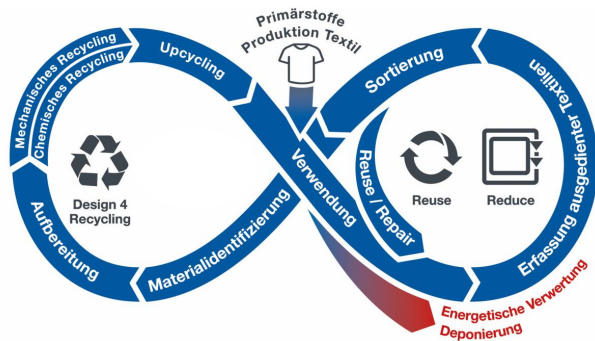 Primärstoffe
Produktion Textil
Mechanisches Recycling
Chemisches Recycling
Upcycling
Sortierung
Design 4
Recycling
Verwendung
Reuse / Repair
Reuse
Reduce
Erfassung ausgedienter Textilien
Aufbereitung
Materialidentifizierung
Energetische Verwertung
Deponierung